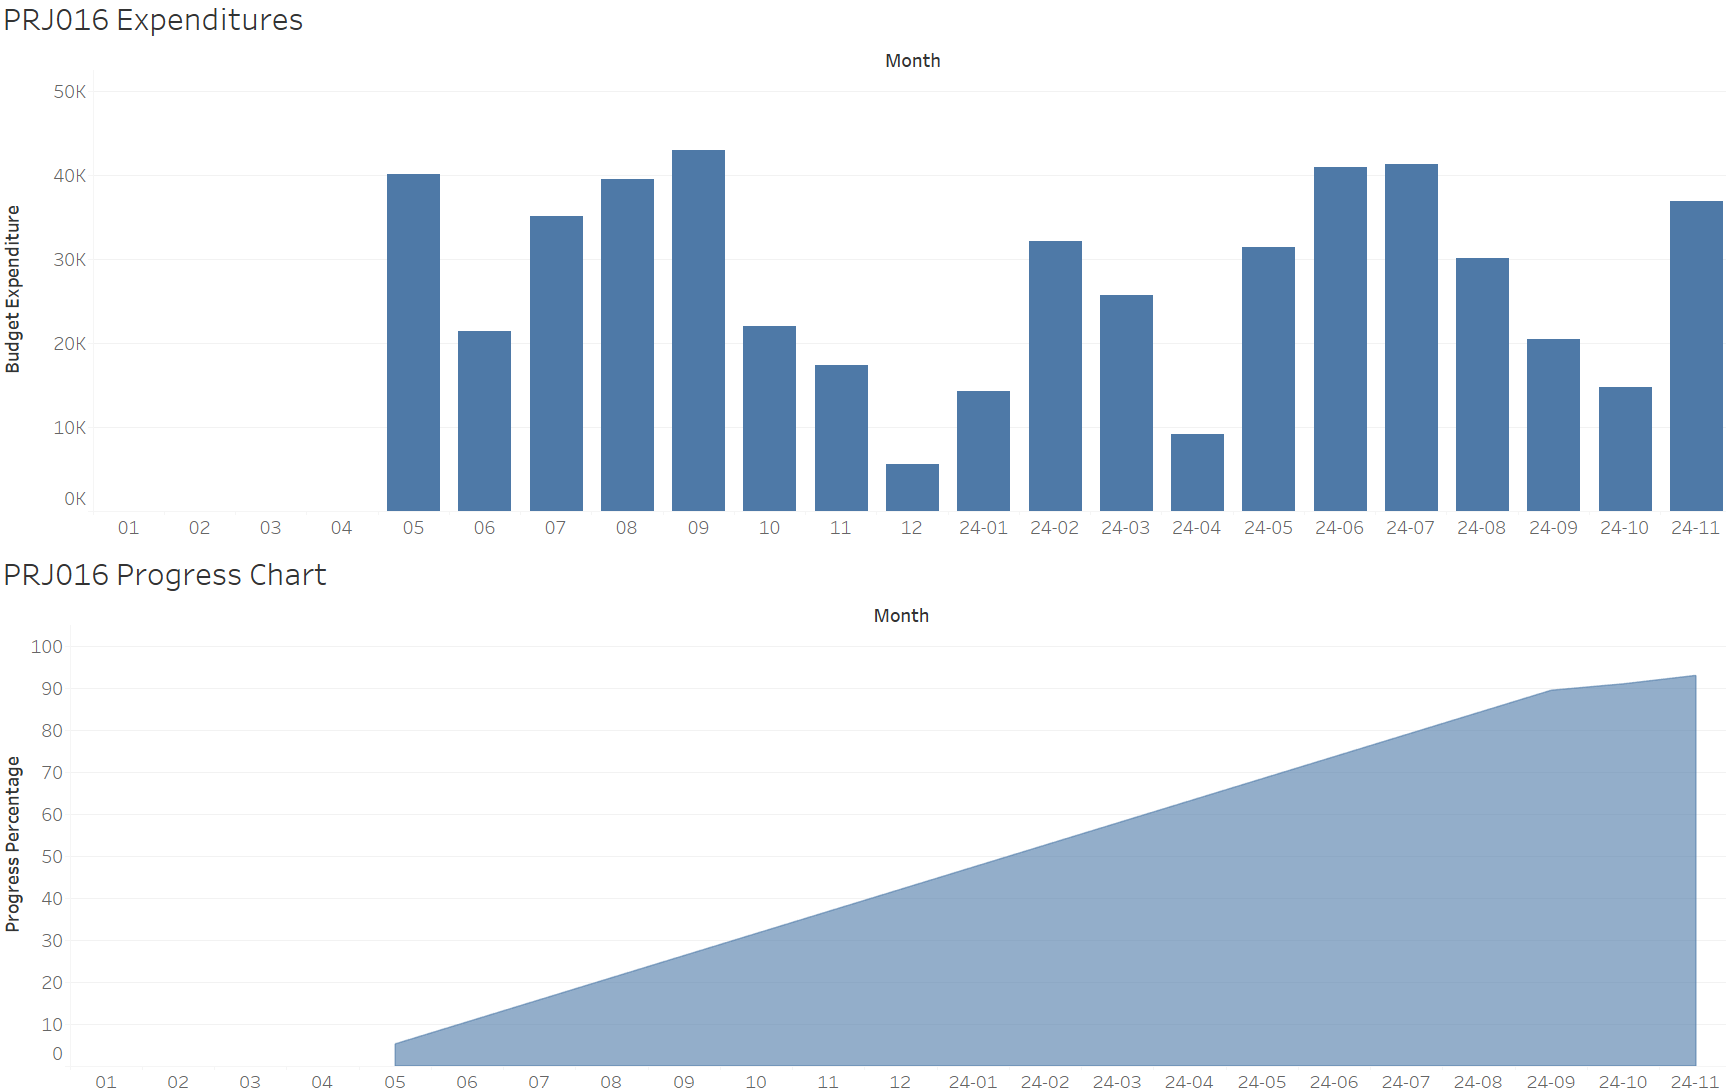 PRJ016 Expenditures
Month
50K
40K
30K
20K
10K
0K
Budget Expenditure
01 02 03 04 05 06 07 08 09 10 11 12 24-01 24-02 24-03 24-04 24-05 24-06 24-07 24-08 24-09 24-10 24-11
PRJ016 Progress Chart
Month
100
90
80
70
60
50
40
30
20
10
0
Progress Percentage
01 02 03 04 05 06 07 08 09 10 11 12 24-01 24-02 24-03 24-04 24-05 24-06 24-07 24-08 24-09 24-10 24-11